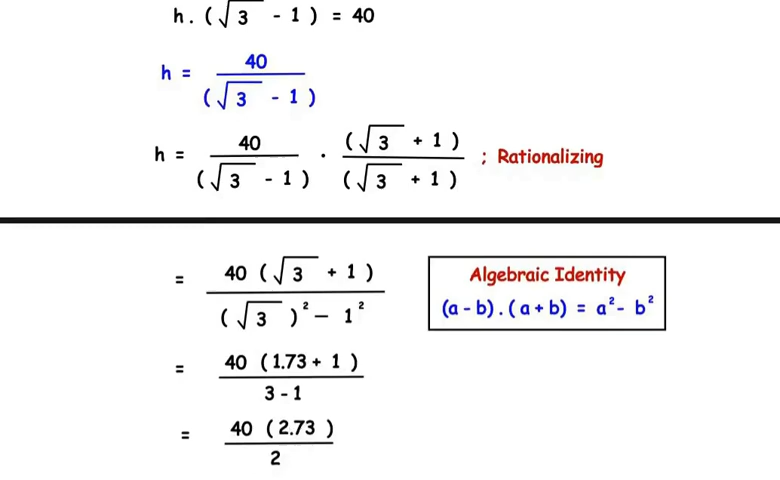 h . ( √3 - 1 ) = 40
h = 40 / ( √3 - 1 )
h = 40 / ( √3 - 1 ) . ( √3 + 1 ) / ( √3 + 1 ) ; Rationalizing
= 40 ( √3 + 1 ) / ( √3 )² – 1²
Algebraic Identity
(a - b) . ( a + b ) = a² - b²
= 40 ( 1.73 + 1 ) / 3 - 1
= 40 ( 2.73 ) / 2